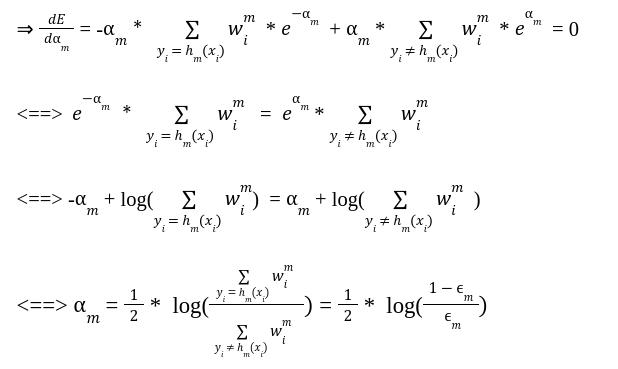 ⇒ dE/dα_m = -α_m * Σ_{y_i = h_m(x_i)} w_i^m * e^{-α_m} + α_m * Σ_{y_i ≠ h_m(x_i)} w_i^m * e^{α_m} = 0
<==> e^{-α_m} * Σ_{y_i = h_m(x_i)} w_i^m = e^{α_m} * Σ_{y_i ≠ h_m(x_i)} w_i^m
<==> -α_m + log( Σ_{y_i = h_m(x_i)} w_i^m ) = α_m + log( Σ_{y_i ≠ h_m(x_i)} w_i^m )
<==> α_m = 1/2 * log( Σ_{y_i = h_m(x_i)} w_i^m / Σ_{y_i ≠ h_m(x_i)} w_i^m ) = 1/2 * log( (1 − ϵ_m) / ϵ_m )